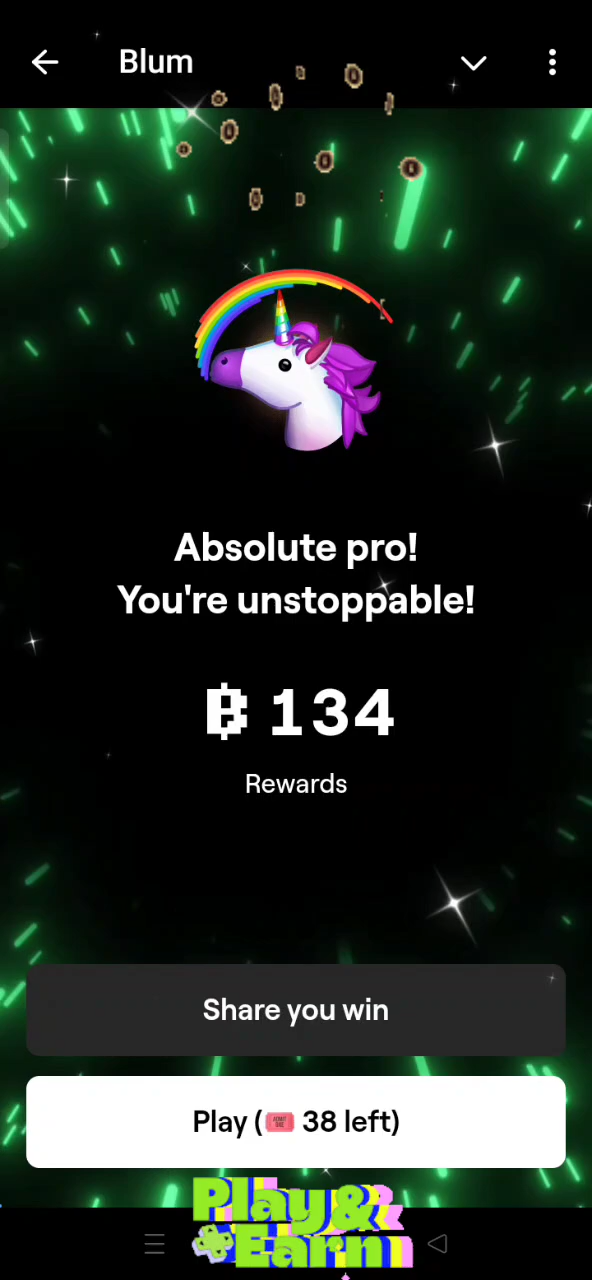 Blum
Absolute pro!
You're unstoppable!
134
Rewards
Share you win
Play (🎟 38 left)
Play&
Earn